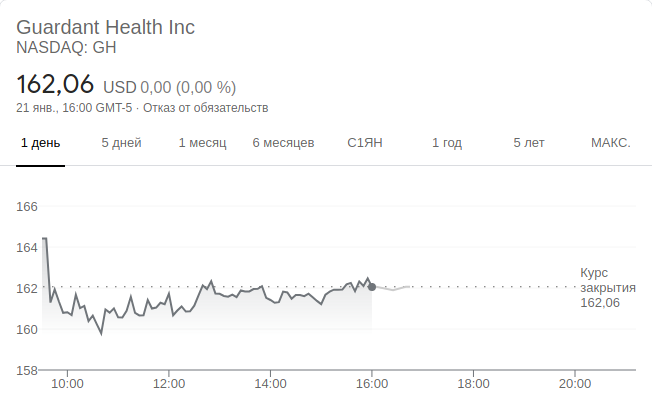 Guardant Health Inc
NASDAQ: GH
162,06 USD 0,00 (0,00 %)
21 янв., 16:00 GMT-5 · Отказ от обязательств
1 день 5 дней 1 месяц 6 месяцев С1ЯН 1 год 5 лет МАКС.
166
164
162
160
158
Курс
закрытия
162,06
10:00 12:00 14:00 16:00 18:00 20:00